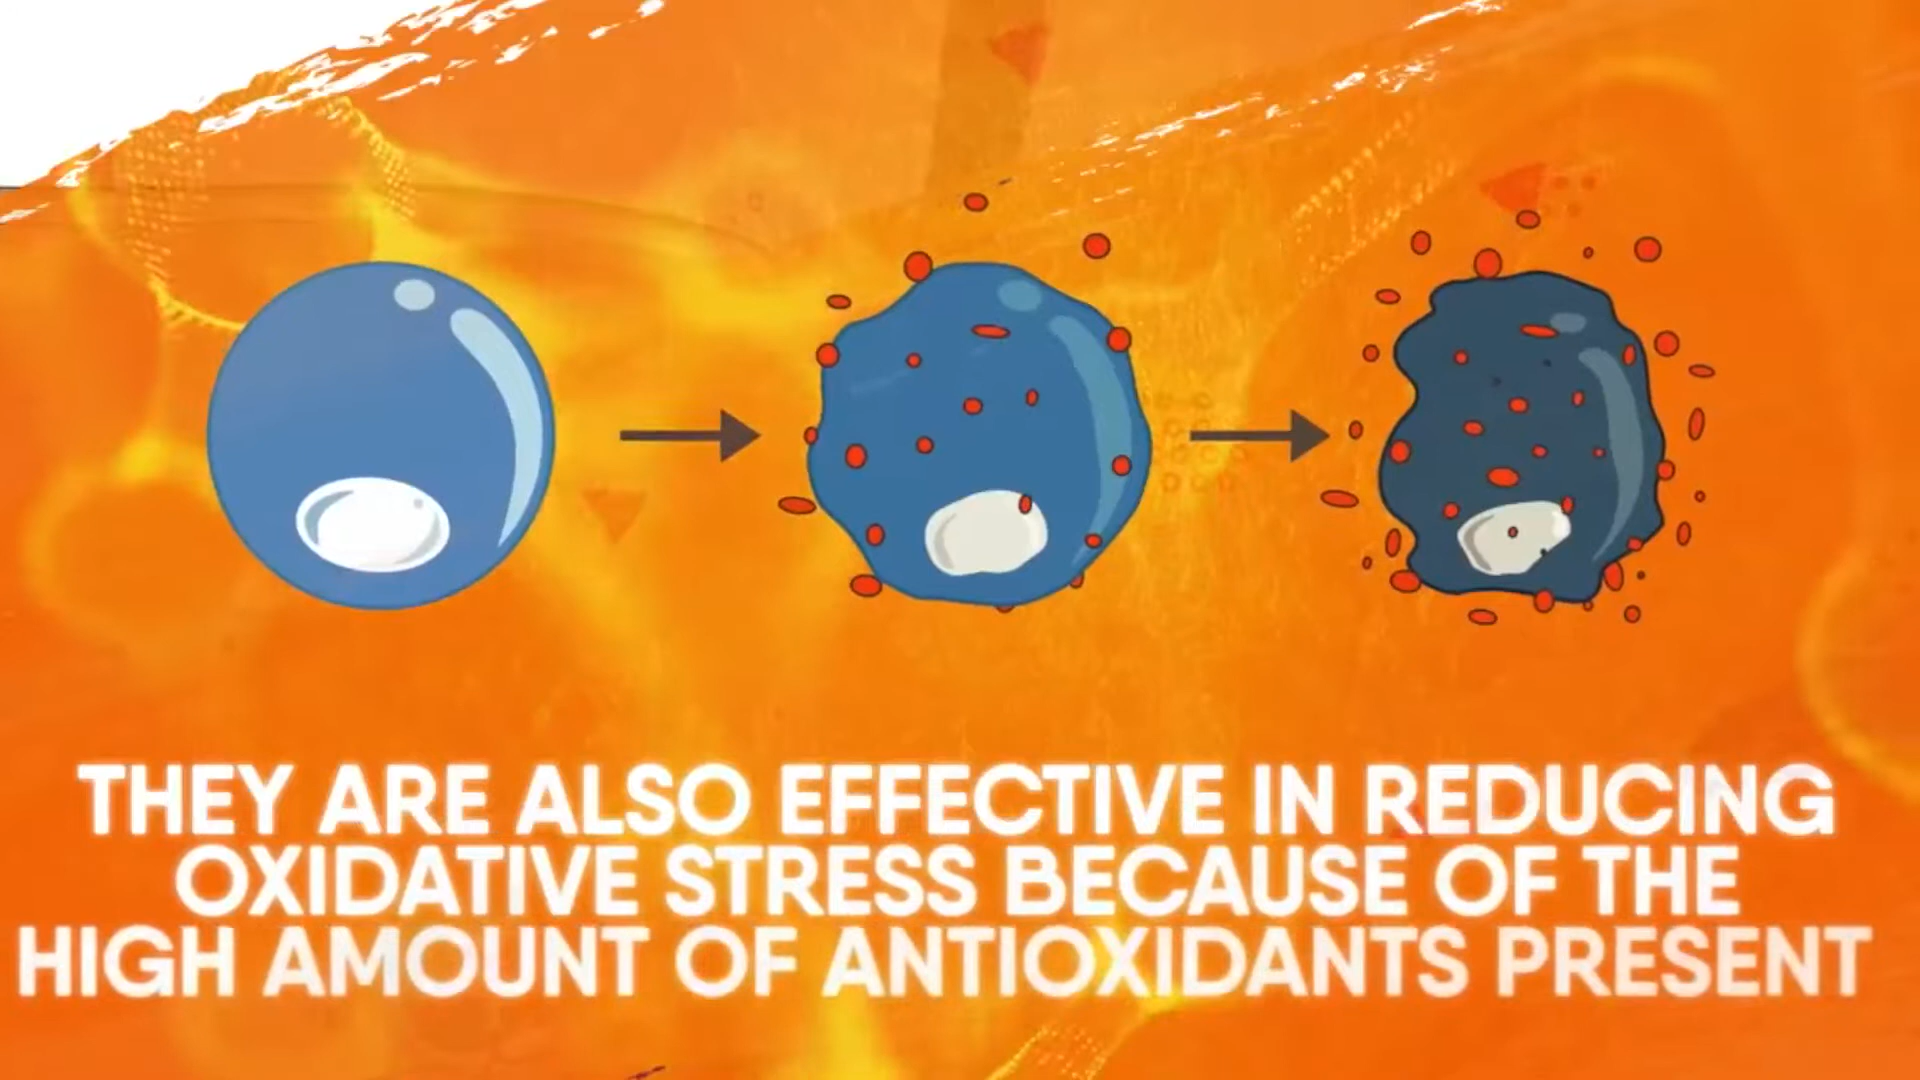 THEY ARE ALSO EFFECTIVE IN REDUCING
OXIDATIVE STRESS BECAUSE OF THE
HIGH AMOUNT OF ANTIOXIDANTS PRESENT